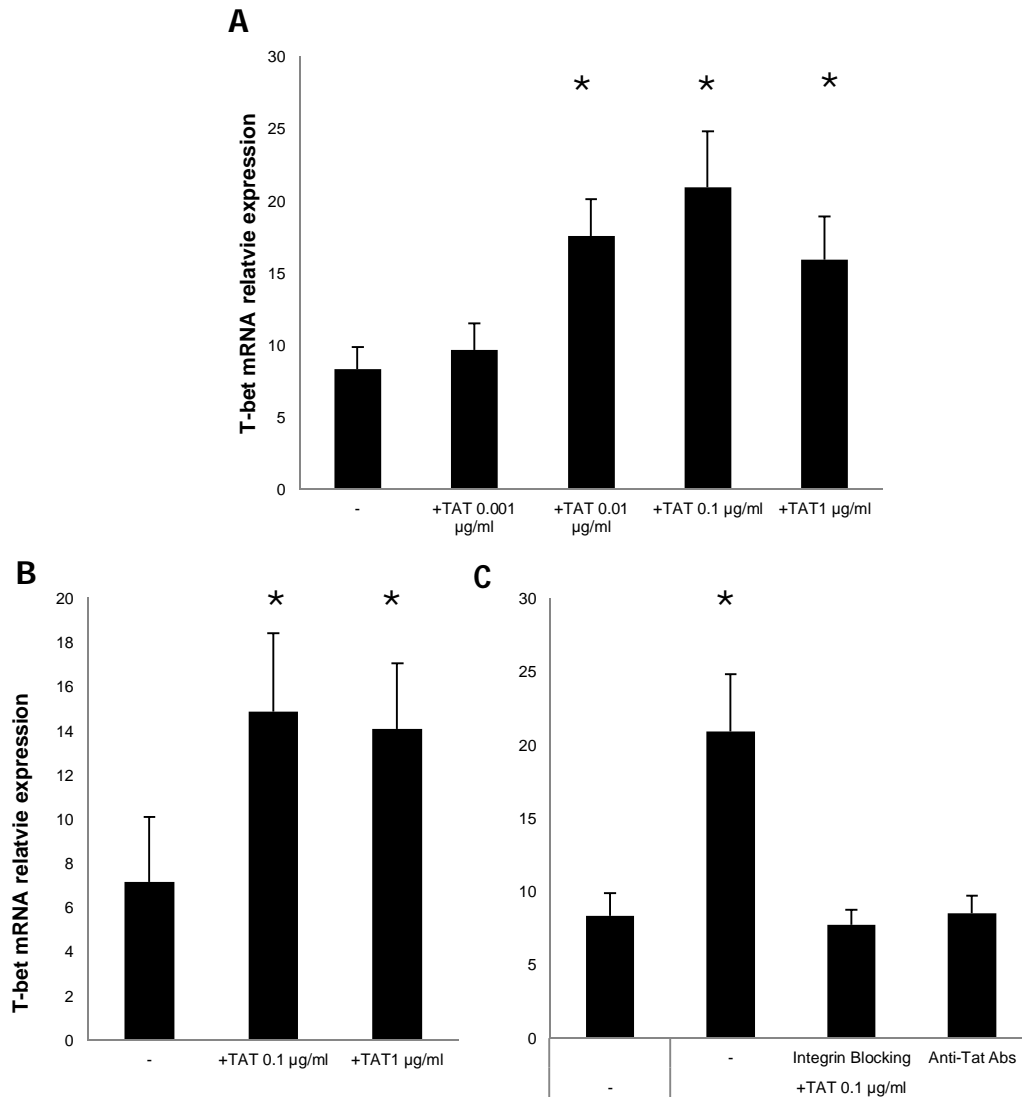 A
T-bet mRNA relatvie expression
30
25
20
15
10
5
0
*
*
*
-
+TAT 0.001
µg/ml
+TAT 0.01
µg/ml
+TAT 0.1 µg/ml
+TAT1 µg/ml
B
T-bet mRNA relatvie expression
20
18
16
14
12
10
8
6
4
2
0
*
*
-
+TAT 0.1 µg/ml
+TAT1 µg/ml
C
30
25
20
15
10
5
0
*
-
Integrin Blocking
Anti-Tat Abs
-
+TAT 0.1 µg/ml